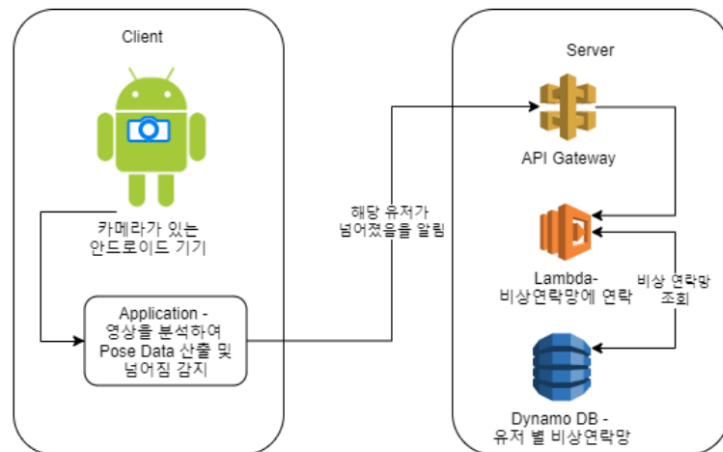 Client
카메라가 있는
안드로이드 기기
Application -
영상을 분석하여
Pose Data 산출 및
넘어짐 감지
해당 유저가
넘어졌음을 알림
Server
API Gateway
Lambda-
비상연락망에 연락
비상 연락망
조회
Dynamo DB -
유저 별 비상연락망